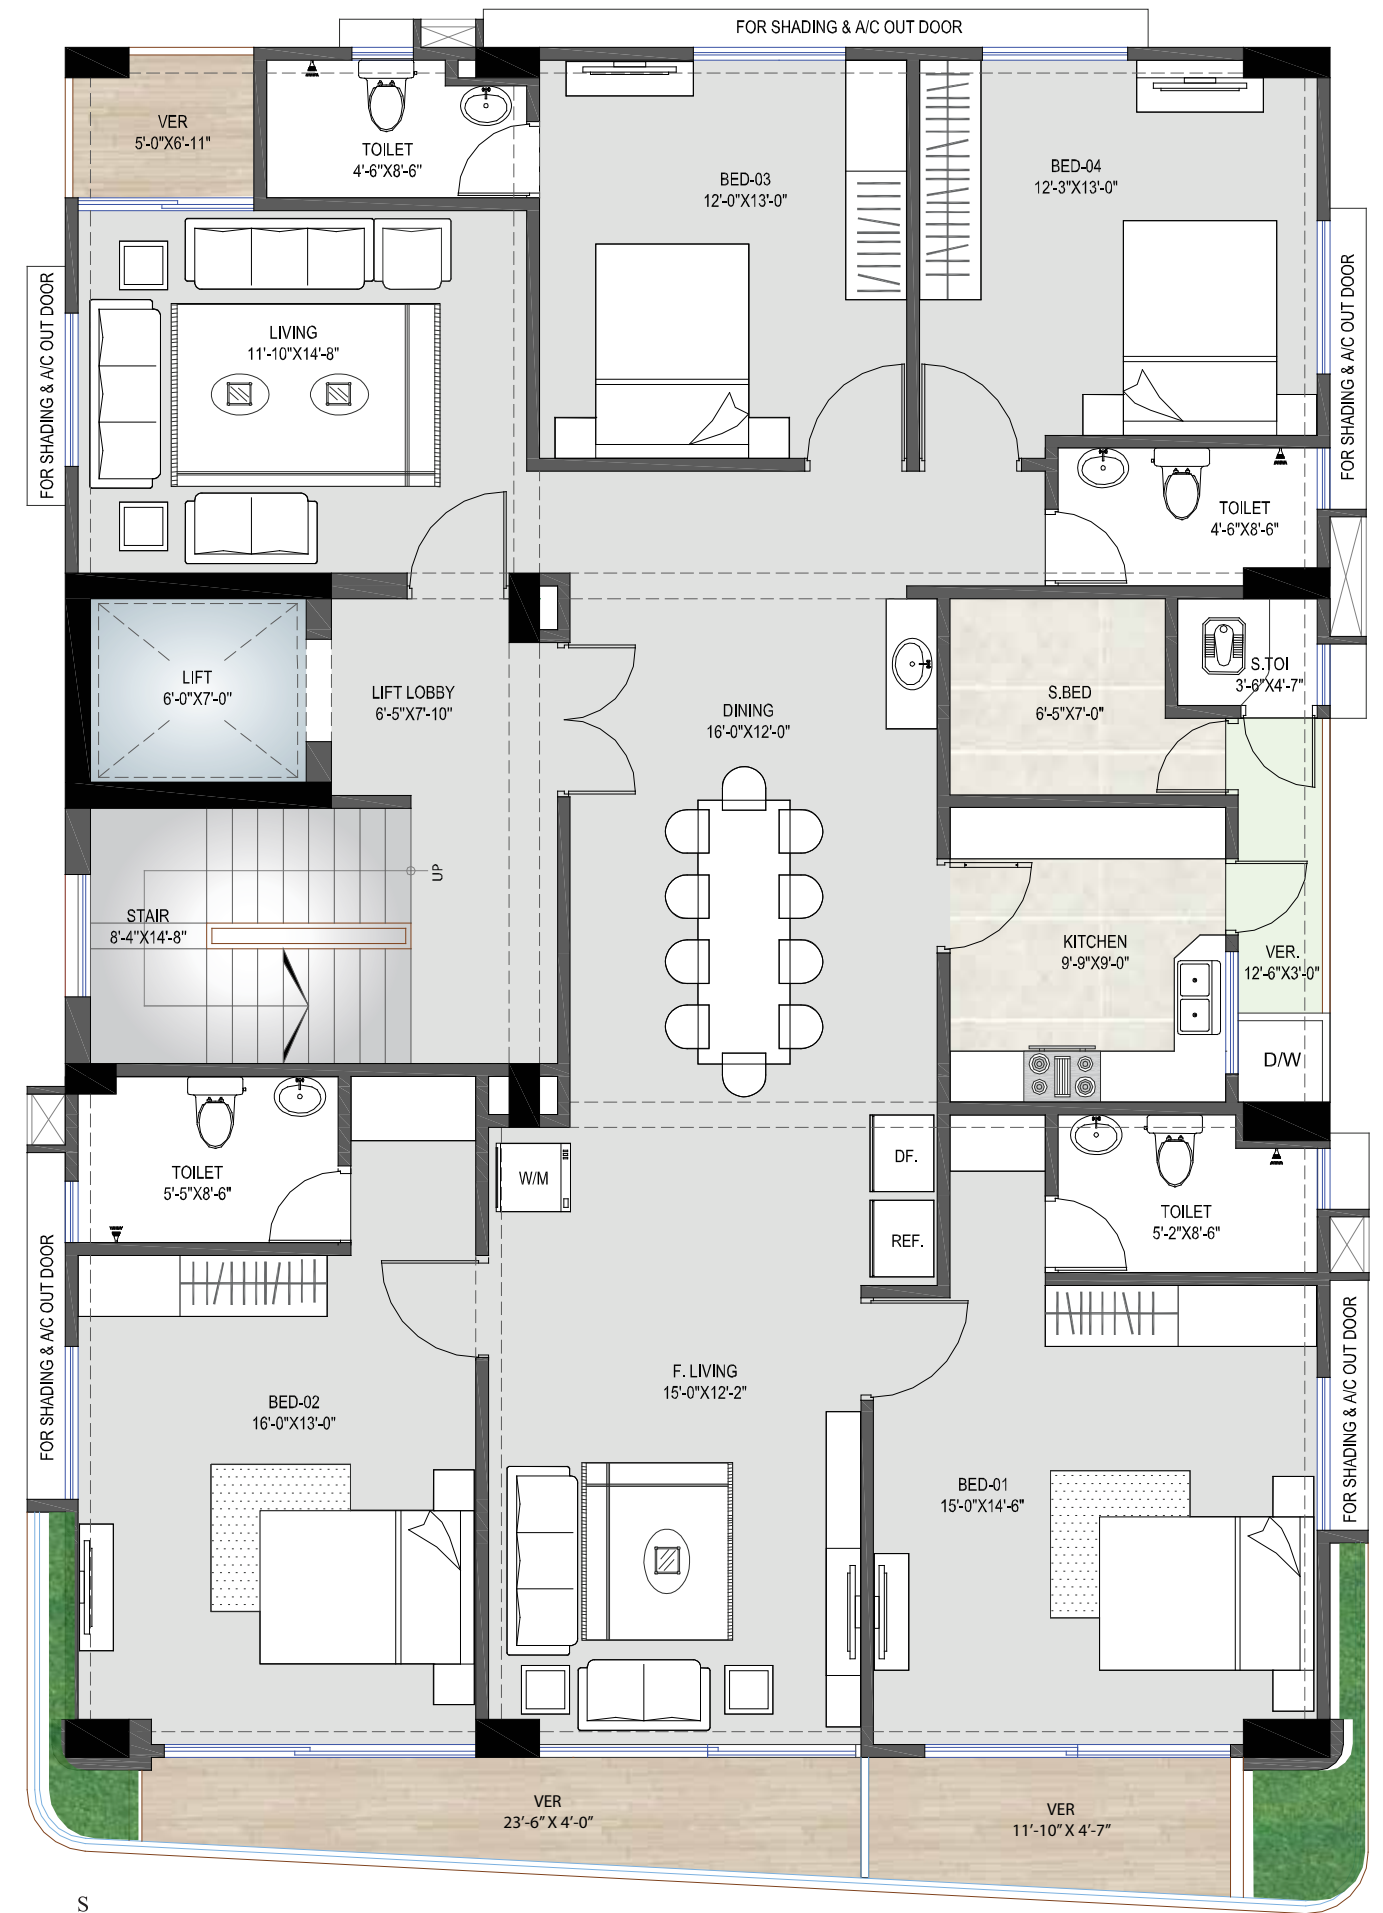 FOR SHADING & A/C OUT DOOR
VER
5'-0"X6'-11"
TOILET
4'-6"X8'-6"
BED-03
12'-0"X13'-0"
BED-04
12'-3"X13'-0"
FOR SHADING & A/C OUT DOOR
FOR SHADING & A/C OUT DOOR
LIVING
11'-10"X14'-8"
TOILET
4'-6"X8'-6"
LIFT
6'-0"X7'-0"
LIFT LOBBY
6'-5"X7'-10"
DINING
16'-0"X12'-0"
S.BED
6'-5"X7'-0"
S.TOI
3'-6"X4'-7"
UP
STAIR
8'-4"X14'-8"
KITCHEN
9'-9"X9'-0"
VER.
12'-6"X3'-0"
D/W
TOILET
5'-5"X8'-6"
W/M
DF.
REF.
TOILET
5'-2"X8'-6"
FOR SHADING & A/C OUT DOOR
FOR SHADING & A/C OUT DOOR
F. LIVING
15'-0"X12'-2"
BED-02
16'-0"X13'-0"
BED-01
15'-0"X14'-6"
VER
23'-6" X 4'-0"
VER
11'-10" X 4'-7"
S